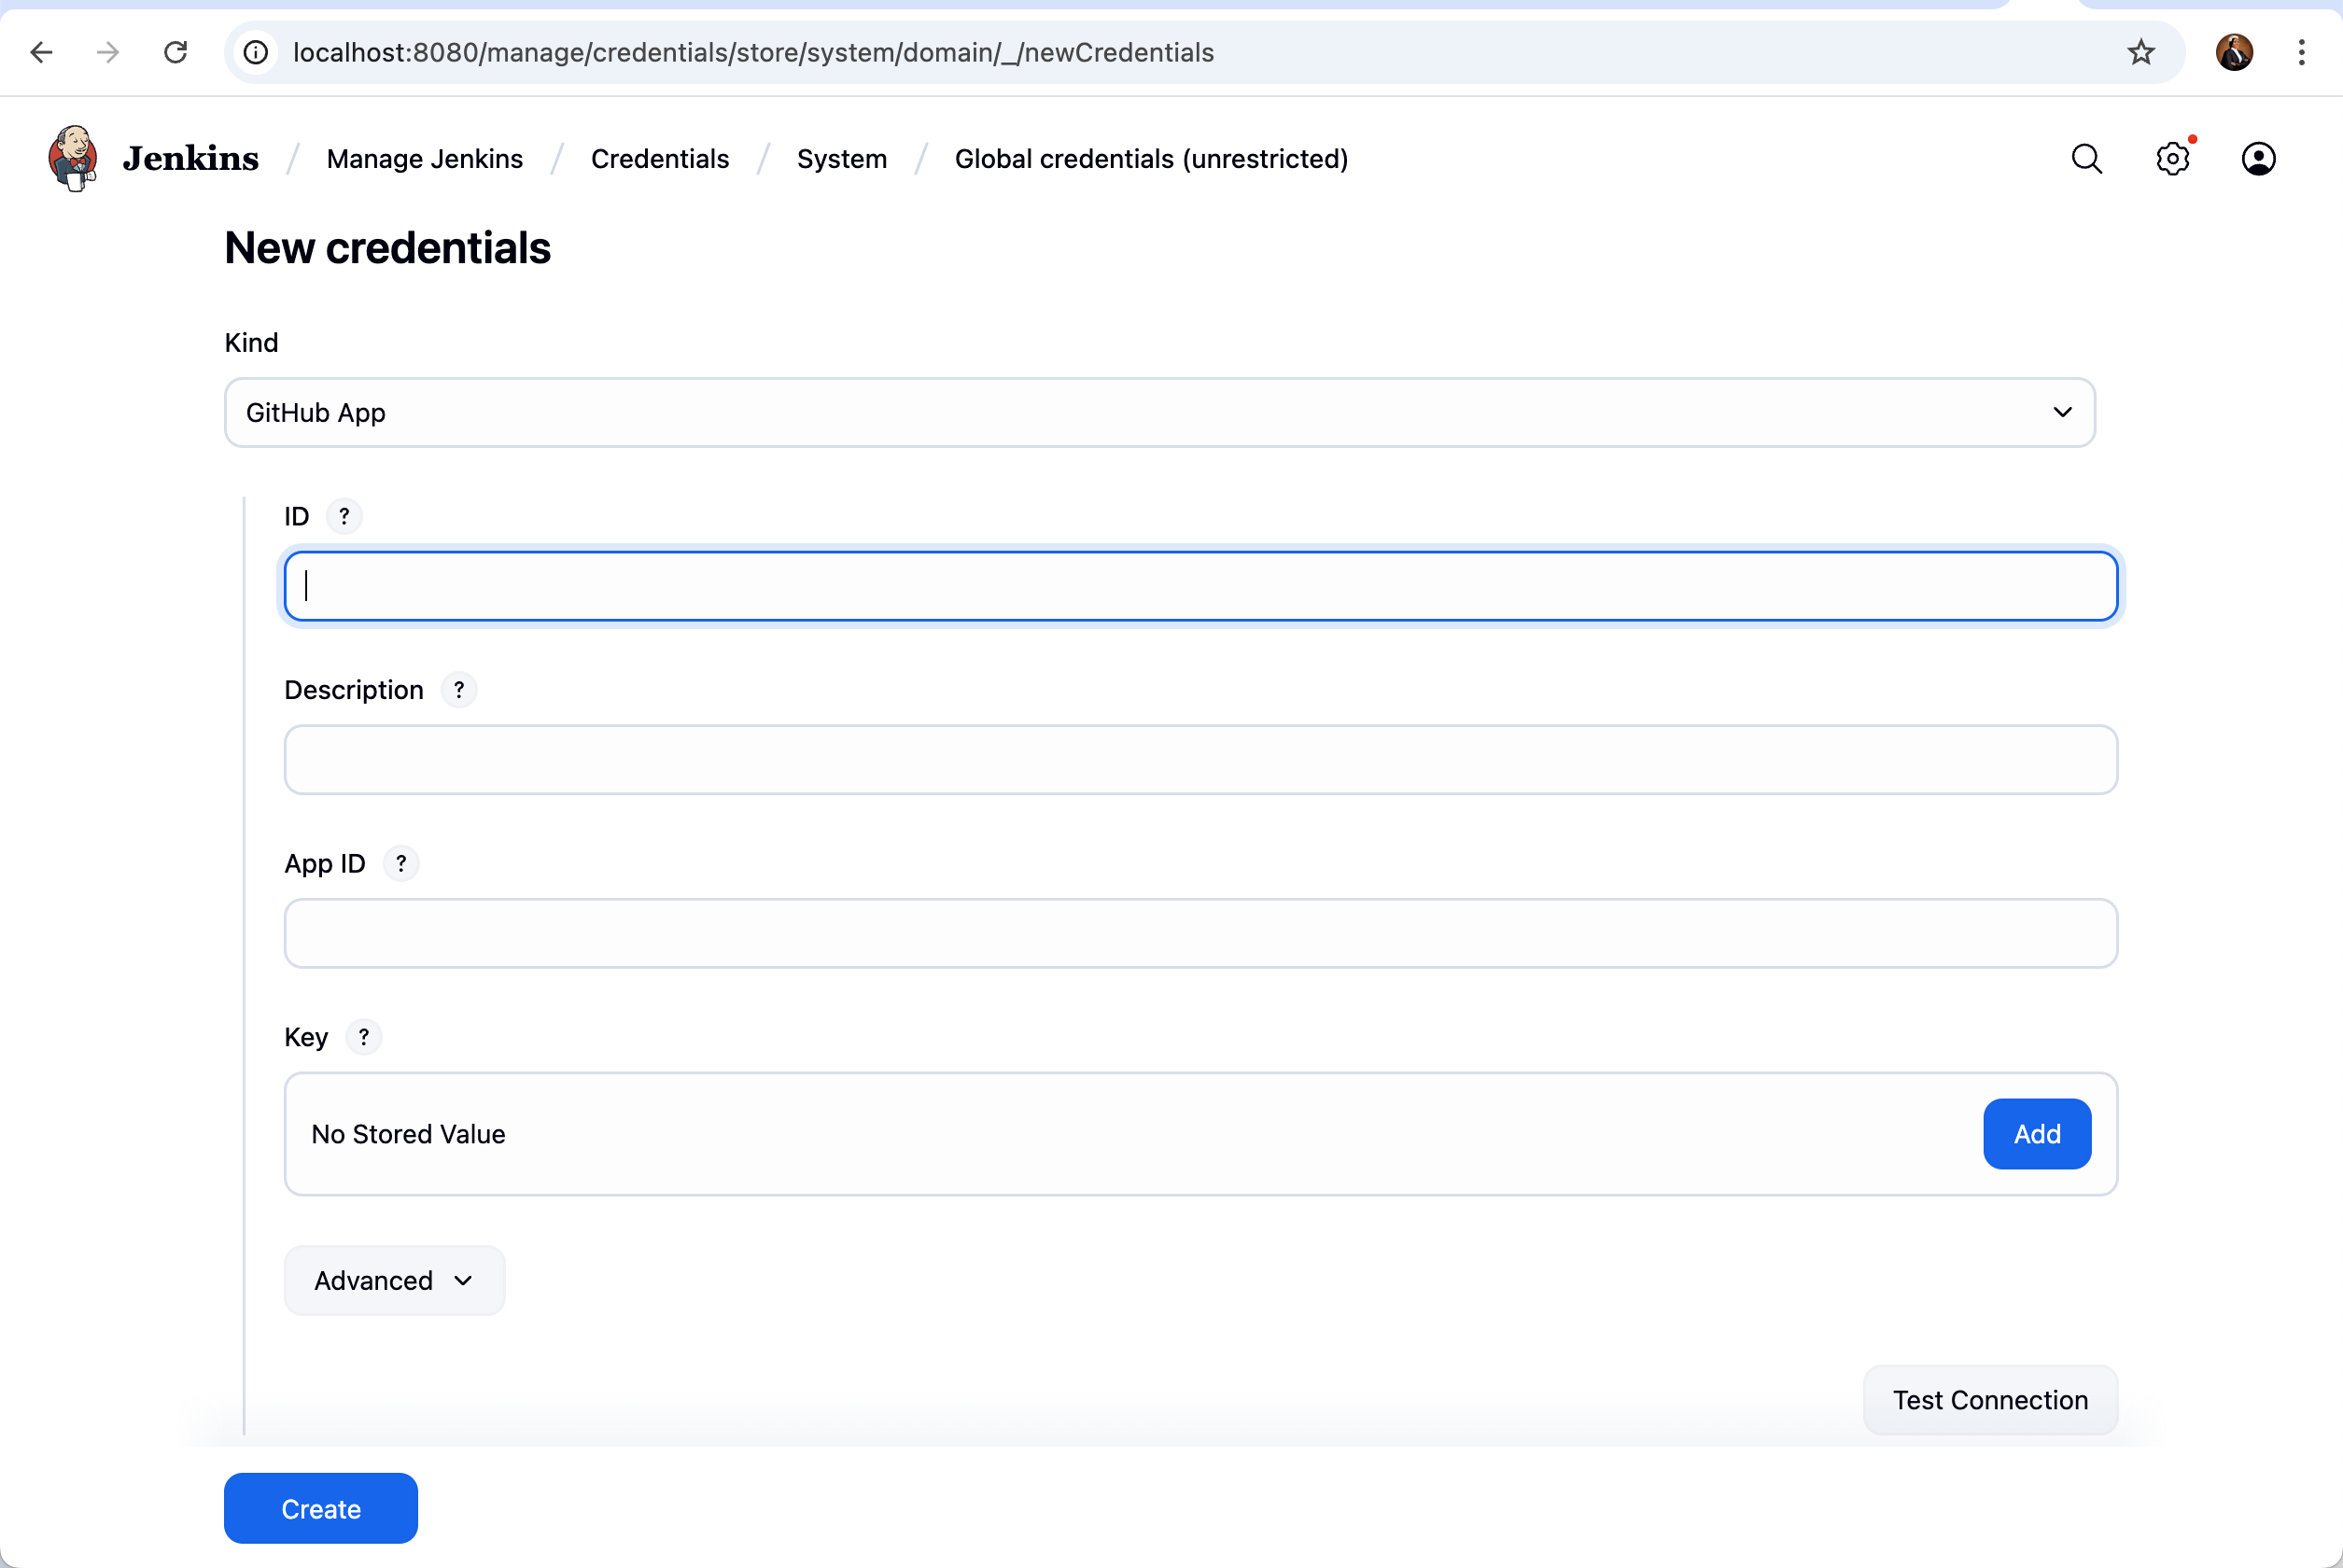 localhost:8080/manage/credentials/store/system/domain/_/newCredentials
Jenkins / Manage Jenkins / Credentials / System / Global credentials (unrestricted)
New credentials
Kind
GitHub App
ID ?
Description ?
App ID ?
Key ?
No Stored Value
Add
Advanced
Test Connection
Create